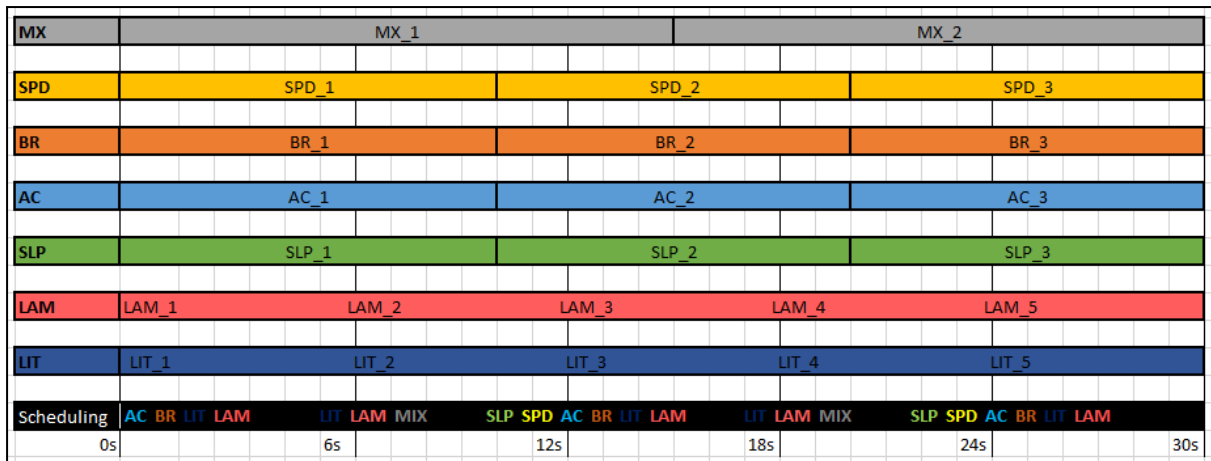 MX MX_1 MX_2
SPD SPD_1 SPD_2 SPD_3
BR BR_1 BR_2 BR_3
AC AC_1 AC_2 AC_3
SLP SLP_1 SLP_2 SLP_3
LAM LAM_1 LAM_2 LAM_3 LAM_4 LAM_5
LIT LIT_1 LIT_2 LIT_3 LIT_4 LIT_5
Scheduling AC BR LIT LAM LIT LAM MIX SLP SPD AC BR LIT LAM LIT LAM MIX SLP SPD AC BR LIT LAM
0s 6s 12s 18s 24s 30s